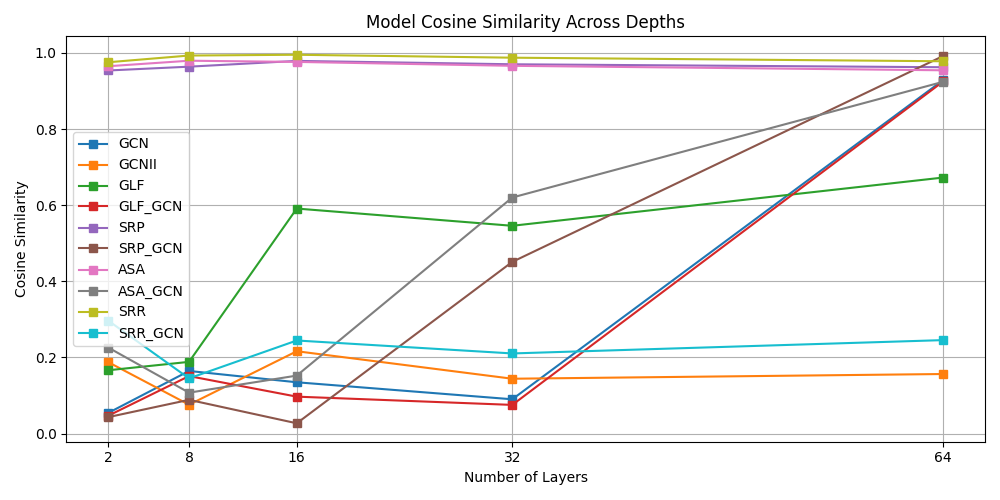 Model Cosine Similarity Across Depths
Cosine Similarity
1.0
0.8
0.6
0.4
0.2
0.0
GCN
GCNII
GLF
GLF_GCN
SRP
SRP_GCN
ASA
ASA_GCN
SRR
SRR_GCN
2 8 16 32 64
Number of Layers